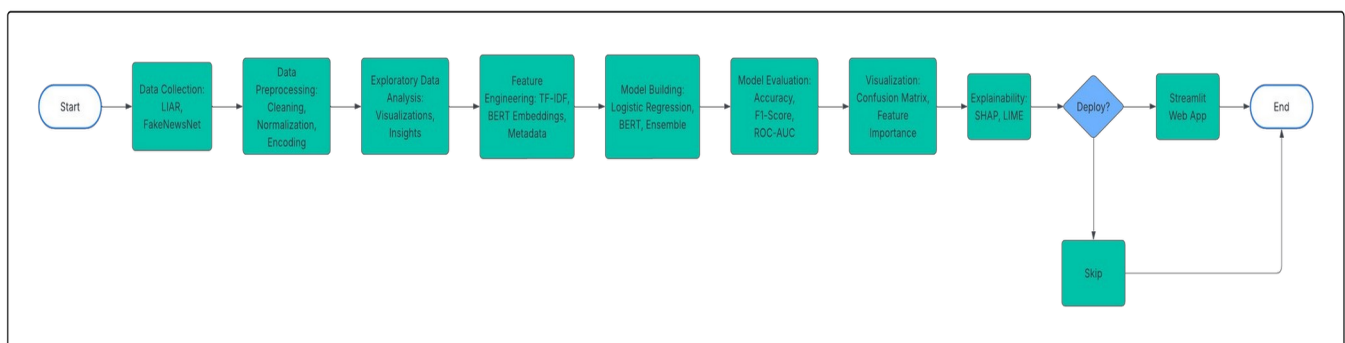 Start
Data Collection:
LIAR,
FakeNewsNet
Data
Preprocessing:
Cleaning,
Normalization,
Encoding
Exploratory Data
Analysis:
Visualizations,
Insights
Feature
Engineering: TF-IDF,
BERT Embeddings,
Metadata
Model Building:
Logistic Regression,
BERT, Ensemble
Model Evaluation:
Accuracy,
F1-Score,
ROC-AUC
Visualization:
Confusion Matrix,
Feature
Importance
Explainability:
SHAP, LIME
Deploy?
Streamlit
Web App
End
Skip